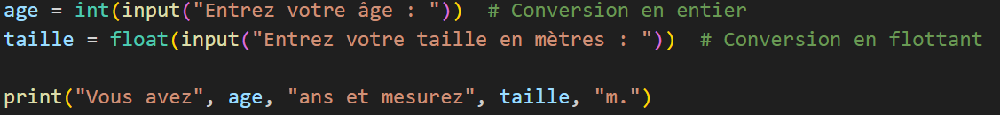 age = int(input("Entrez votre âge : "))  # Conversion en entier
taille = float(input("Entrez votre taille en mètres : "))  # Conversion en flottant
print("Vous avez", age, "ans et mesurez", taille, "m.")